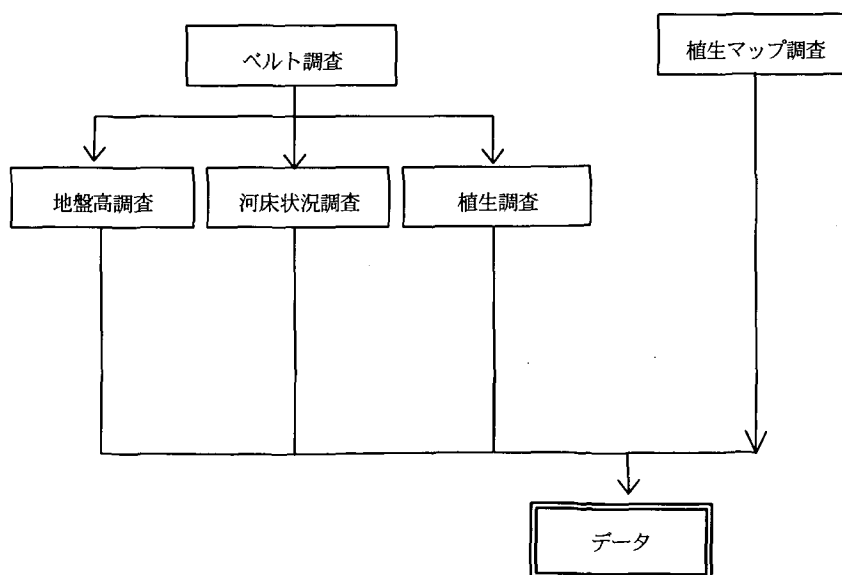 ベルト調査
植生マップ調査
地盤高調査
河床状況調査
植生調査
データ